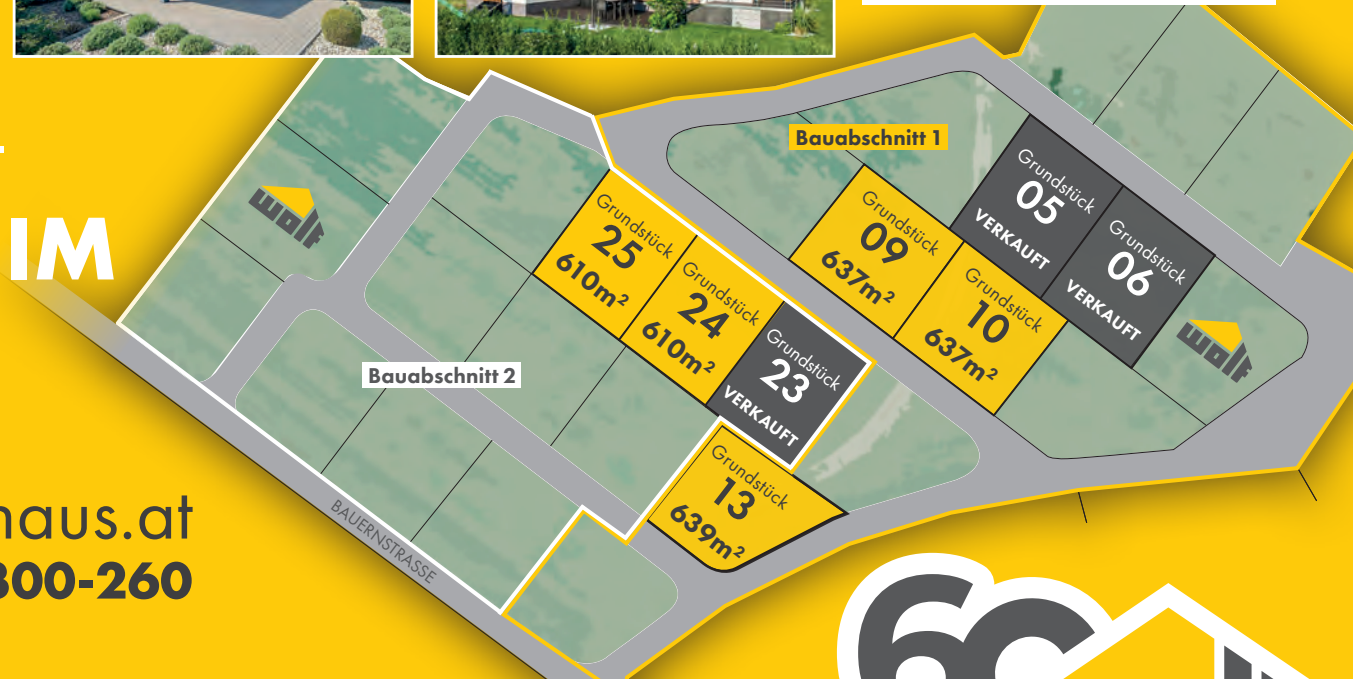 IM
haus.at
800-260
Bauabschnitt 1
Bauabschnitt 2
wolf
Grundstück
25
610m²
Grundstück
24
610m²
Grundstück
23
VERKAUFT
Grundstück
13
639m²
Grundstück
09
637m²
Grundstück
10
637m²
Grundstück
05
VERKAUFT
Grundstück
06
VERKAUFT
wolf
BAUERNSTRASSE